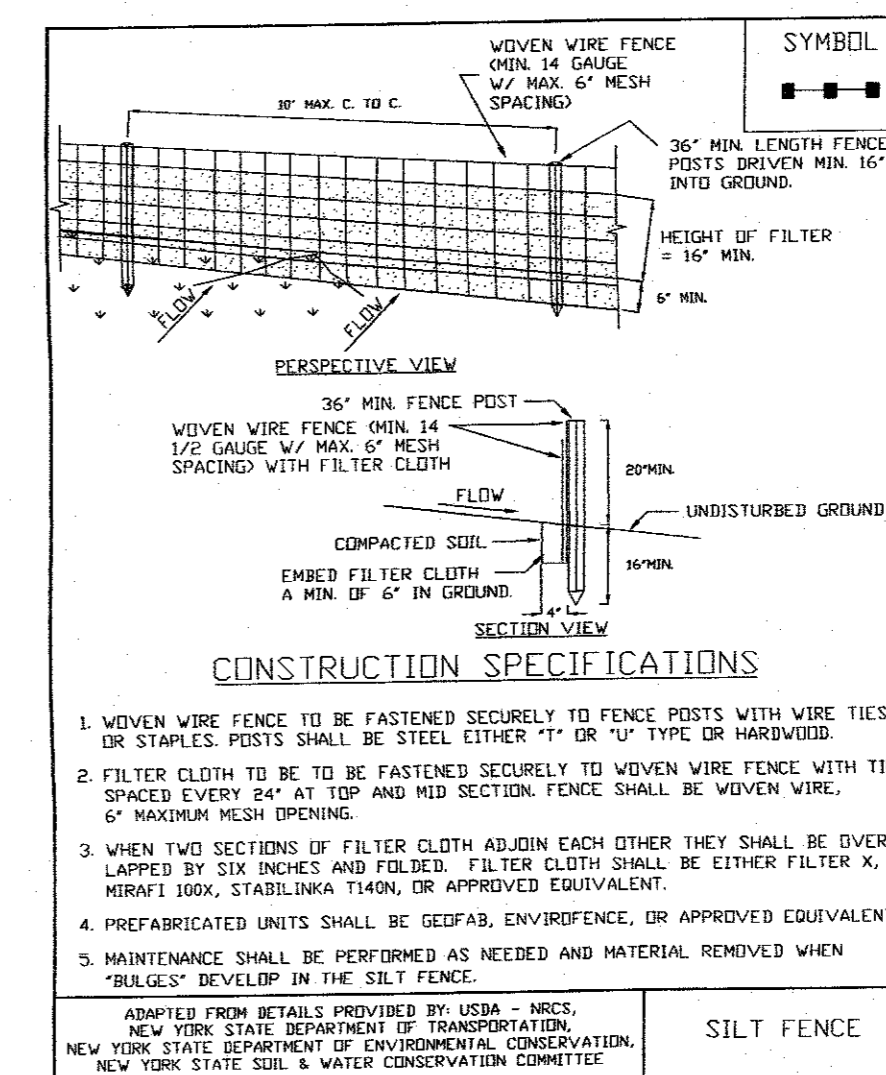 WOVEN WIRE FENCE
(MIN. 14 GAUGE
W/ MAX. 6" MESH
SPACING)
SYMBOL
10' MAX. C. TO C.
36" MIN. LENGTH FENCE
POSTS DRIVEN MIN. 16"
INTO GROUND.
HEIGHT OF FILTER
= 16" MIN.
6" MIN.
FLOW
FLOW
PERSPECTIVE VIEW
36" MIN. FENCE POST
WOVEN WIRE FENCE (MIN. 14
1/2 GAUGE W/ MAX. 6" MESH
SPACING) WITH FILTER CLOTH
20"MIN.
FLOW
UNDISTURBED GROUND
COMPACTED SOIL
EMBED FILTER CLOTH
A MIN. OF 6" IN GROUND.
16"MIN.
4"
SECTION VIEW
CONSTRUCTION SPECIFICATIONS
1. WOVEN WIRE FENCE TO BE FASTENED SECURELY TO FENCE POSTS WITH WIRE TIES
OR STAPLES. POSTS SHALL BE STEEL EITHER "T" OR "U" TYPE OR HARDWOOD.
2. FILTER CLOTH TO BE TO BE FASTENED SECURELY TO WOVEN WIRE FENCE WITH TI
SPACED EVERY 24" AT TOP AND MID SECTION. FENCE SHALL BE WOVEN WIRE,
6" MAXIMUM MESH OPENING.
3. WHEN TWO SECTIONS OF FILTER CLOTH ADJOIN EACH OTHER THEY SHALL BE OVER
LAPPED BY SIX INCHES AND FOLDED. FILTER CLOTH SHALL BE EITHER FILTER X,
MIRAFI 100X, STABILINKA T140N, OR APPROVED EQUIVALENT.
4. PREFABRICATED UNITS SHALL BE GEOFAB, ENVIROFENCE, OR APPROVED EQUIVALENT
5. MAINTENANCE SHALL BE PERFORMED AS NEEDED AND MATERIAL REMOVED WHEN
"BULGES" DEVELOP IN THE SILT FENCE.
ADAPTED FROM DETAILS PROVIDED BY: USDA - NRCS,
NEW YORK STATE DEPARTMENT OF TRANSPORTATION,
NEW YORK STATE DEPARTMENT OF ENVIRONMENTAL CONSERVATION,
NEW YORK STATE SOIL & WATER CONSERVATION COMMITTEE
SILT FENCE